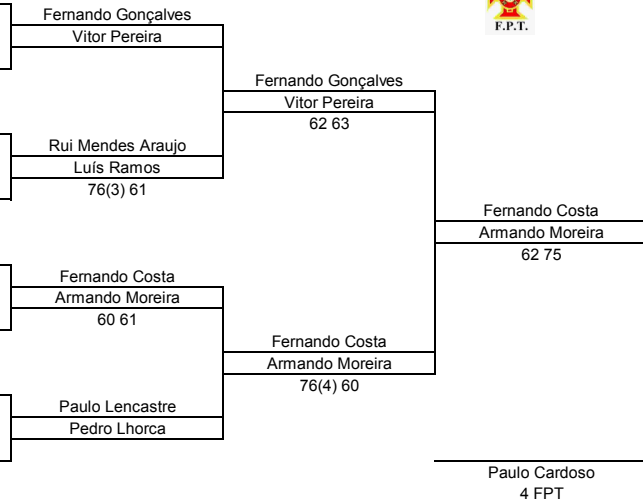 Fernando Gonçalves
Vitor Pereira
F.P.T.
Fernando Gonçalves
Vitor Pereira
62 63
Rui Mendes Araujo
Luís Ramos
76(3) 61
Fernando Costa
Armando Moreira
62 75
Fernando Costa
Armando Moreira
60 61
Fernando Costa
Armando Moreira
76(4) 60
Paulo Lencastre
Pedro Lhorca
Paulo Cardoso
4 FPT